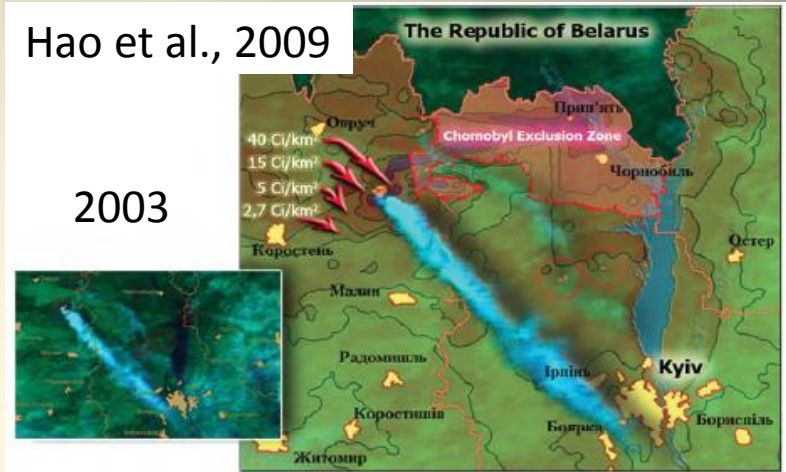 Hao et al., 2009
The Republic of Belarus
Овруч
Прип'ять
40 Ci/km²
Chornobyl Exclusion Zone
15 Ci/km²
Чорнобиль
5 Ci/km²
2003
2,7 Ci/km²
Коростень
Остер
Малин
Радомишль
Ірпінь
Kyiv
Коростишів
Боярка
Бориспіль
Житомир